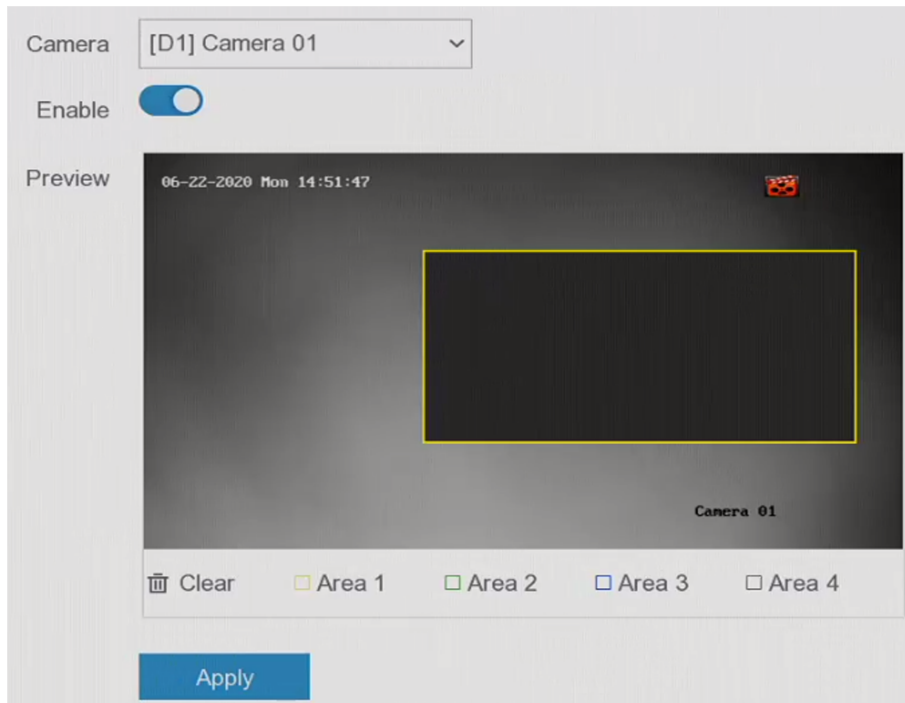 Camera [D1] Camera 01
Enable
Preview
06-22-2020 Mon 14:51:47
Camera 01
Clear Area 1 Area 2 Area 3 Area 4
Apply